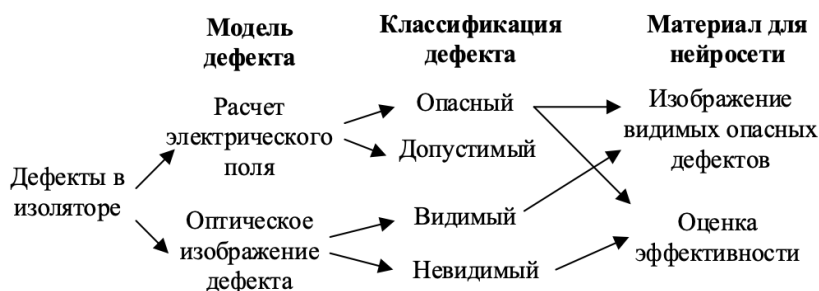 Модель
дефекта
Классификация
дефекта
Материал для
нейросети
Дефекты в
изоляторе
Расчет
электрического
поля
Оптическое
изображение
дефекта
Опасный
Допустимый
Видимый
Невидимый
Изображение
видимых опасных
дефектов
Оценка
эффективности